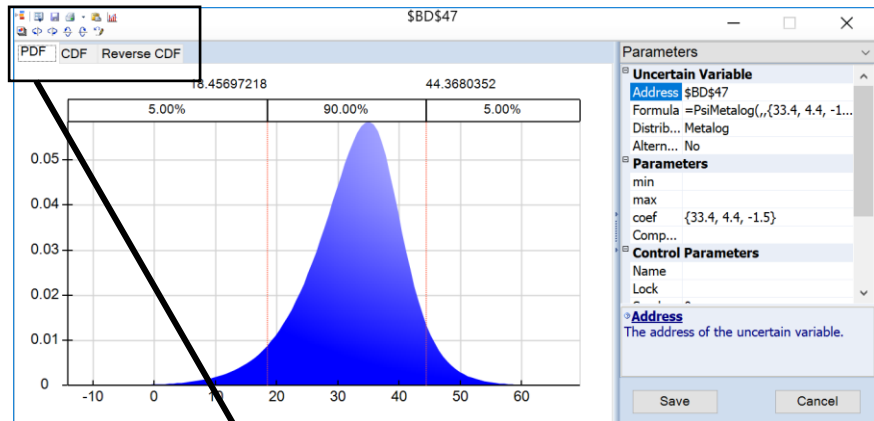 $BD$47
PDF CDF Reverse CDF
18.45697218 44.3680352
5.00% 90.00% 5.00%
0.05
0.04
0.03
0.02
0.01
0
-10 0 10 20 30 40 50 60
Parameters
Uncertain Variable
Address $BD$47
Formula =PsiMetalog(,,{33.4, 4.4, -1...
Distrib... Metalog
Altern... No
Parameters
min
max
coef {33.4, 4.4, -1.5}
Comp...
Control Parameters
Name
Lock
Address
The address of the uncertain variable.
Save Cancel